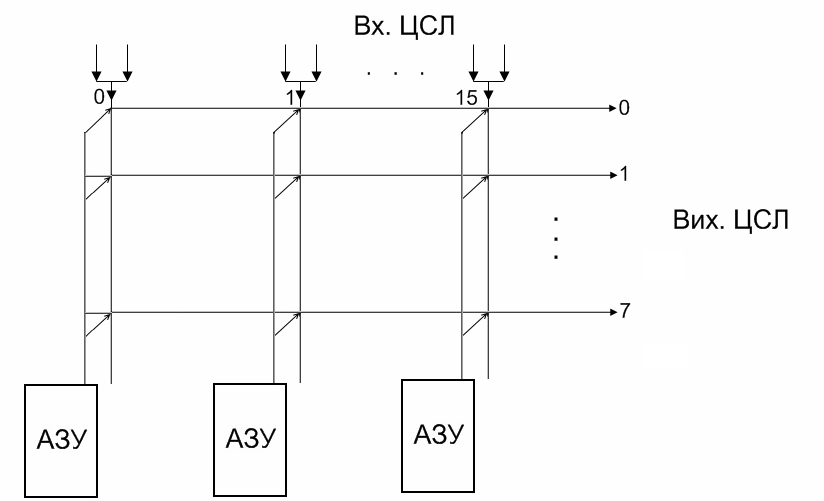 Вх. ЦСЛ
. . .
0 1 15 0
1
Вих. ЦСЛ
7
АЗУ АЗУ АЗУ